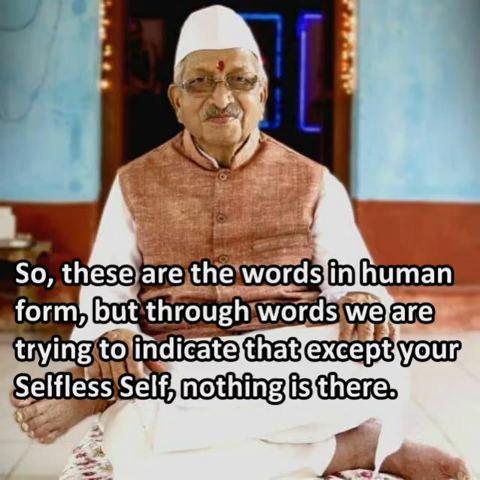 So, these are the words in human
form, but through words we are
trying to indicate that except your
Selfless Self, nothing is there.